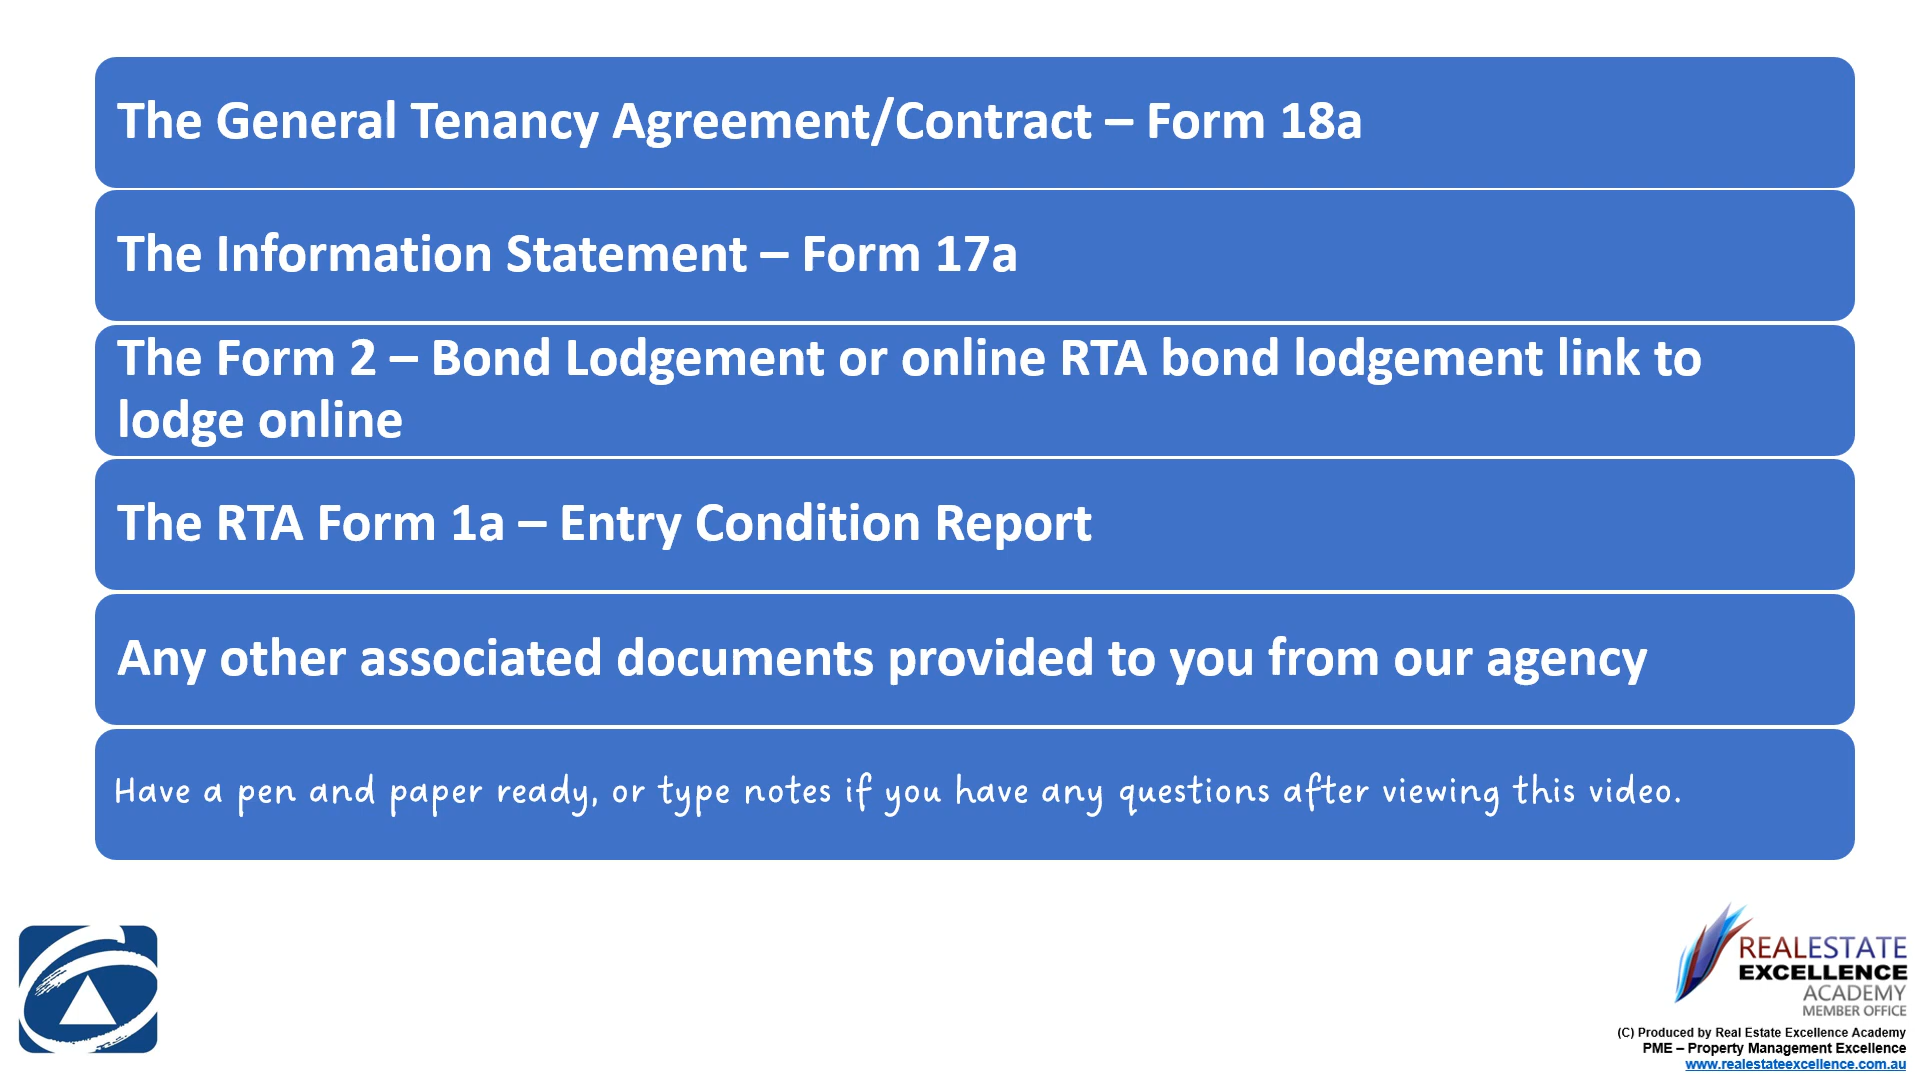 The General Tenancy Agreement/Contract – Form 18a
The Information Statement – Form 17a
The Form 2 – Bond Lodgement or online RTA bond lodgement link to
lodge online
The RTA Form 1a – Entry Condition Report
Any other associated documents provided to you from our agency
Have a pen and paper ready, or type notes if you have any questions after viewing this video.
REALESTATE
EXCELLENCE
ACADEMY
MEMBER OFFICE
(C) Produced by Real Estate Excellence Academy
PME – Property Management Excellence
www.realestateexcellence.com.au